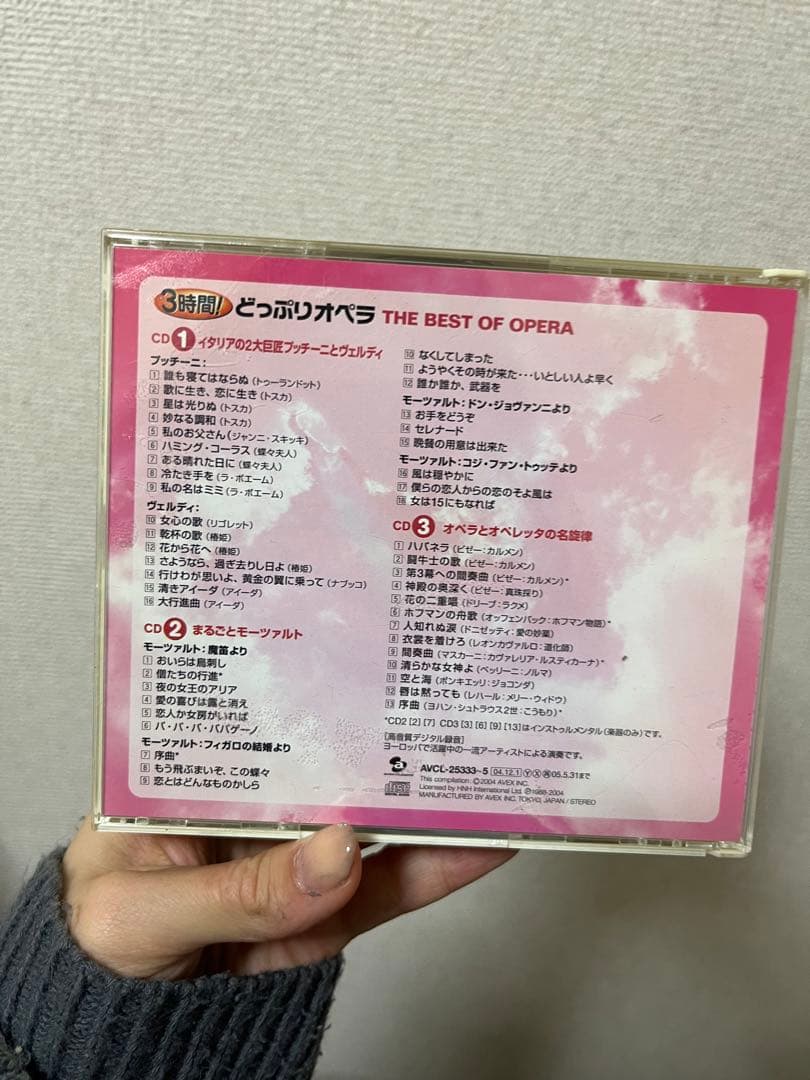 3時間! どっぷりオペラ THE BEST OF OPERA
CD 1 イタリアの2大巨匠プッチーニとヴェルディ
プッチーニ:
1 誰も寝てはならぬ (トゥーランドット)
2 歌に生き、恋に生き (トスカ)
3 星は光りぬ (トスカ)
4 妙なる調和 (トスカ)
5 私のお父さん (ジャンニ・スキッキ)
6 ハミング・コーラス (蝶々夫人)
7 ある晴れた日に (蝶々夫人)
8 冷たき手を (ラ・ボエーム)
9 私の名はミミ (ラ・ボエーム)
ヴェルディ:
10 女心の歌 (リゴレット)
11 乾杯の歌 (椿姫)
12 花から花へ (椿姫)
13 さようなら、過ぎ去りし日よ (椿姫)
14 行けわが思いよ、黄金の翼に乗って (ナブッコ)
15 清きアイーダ (アイーダ)
16 大行進曲 (アイーダ)
CD 2 まるごとモーツァルト
モーツァルト:魔笛より
1 おいらは鳥刺し
2 僧たちの行進*
3 夜の女王のアリア
4 愛の喜びは露と消え
5 恋人か女房がいれば
6 パ・パ・パ・パパゲーノ
モーツァルト:フィガロの結婚より
7 序曲*
8 もう飛ぶまいぞ、この蝶々
9 恋とはどんなものかしら
10 なくしてしまった
11 ようやくその時が来た・・・いとしい人よ早く
12 誰か誰か、武器を
モーツァルト:ドン・ジョヴァンニより
13 お手をどうぞ
14 セレナード
15 晩餐の用意は出来た
モーツァルト:コジ・ファン・トゥッテより
16 風は穏やかに
17 僕らの恋人からの恋のそよ風は
18 女は15にもなれば
CD 3 オペラとオペレッタの名旋律
1 ハバネラ (ビゼー:カルメン)
2 闘牛士の歌 (ビゼー:カルメン)
3 第3幕への間奏曲 (ビゼー:カルメン)*
4 神殿の奥深く (ビゼー:真珠採り)
5 花の二重唱 (ドリーブ:ラクメ)
6 ホフマンの舟歌 (オッフェンバック:ホフマン物語)*
7 人知れぬ涙 (ドニゼッティ:愛の妙薬)
8 衣裳を着けろ (レオンカヴァルロ:道化師)
9 間奏曲 (マスカーニ:カヴァレリア・ルスティカーナ)*
10 清らかな女神よ (ベッリーニ:ノルマ)
11 空と海 (ポンキエッリ:ジョコンダ)
12 唇は黙っても (レハール:メリー・ウィドウ)
13 序曲 (ヨハン・シュトラウス2世:こうもり)*
*CD2 [2] [7] CD3 [3] [6] [9] [13] はインストゥルメンタル(楽器のみ)です。
[高音質デジタル録音]
ヨーロッパで活躍中の一流アーティストによる演奏です。
AVCL-25333~5 04.12.1 Y X 再 05.5.31まで
This compilation ©2004 AVEX INC.
Licensed by HNH International Ltd. ℗1988-2004
MANUFACTURED BY AVEX INC. TOKYO, JAPAN / STEREO